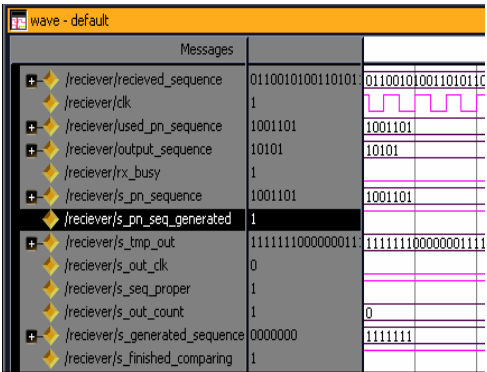 wave - default
Messages
/reciever/recieved_sequence 0110010100110101 011001010011010110
/reciever/clk 1
/reciever/used_pn_sequence 1001101 1001101
/reciever/output_sequence 10101 10101
/reciever/rx_busy 1
/reciever/s_pn_sequence 1001101 1001101
/reciever/s_pn_seq_generated 1
/reciever/s_tmp_out 1111111000000011 111111100000001111
/reciever/s_out_clk 0
/reciever/s_seq_proper 1
/reciever/s_out_count 1 0
/reciever/s_generated_sequence 0000000 1111111
/reciever/s_finished_comparing 1